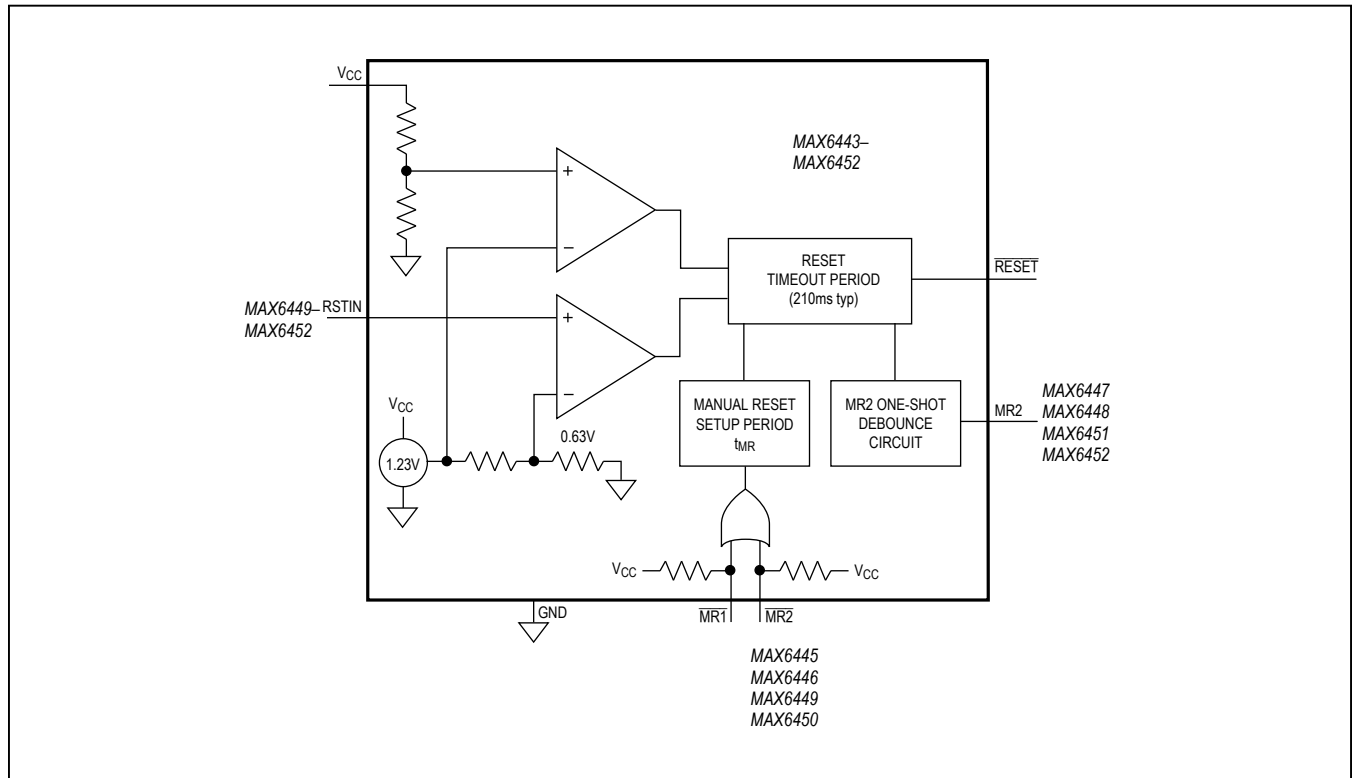 VCC
MAX6443–
MAX6452
+
−
RESET
TIMEOUT PERIOD
(210ms typ)
RESET
MAX6449–
MAX6452
RSTIN
+
−
MANUAL RESET
SETUP PERIOD
tMR
MR2 ONE-SHOT
DEBOUNCE
CIRCUIT
MR2
MAX6447
MAX6448
MAX6451
MAX6452
VCC
1.23V
0.63V
VCC
VCC
GND
MR1
MR2
MAX6445
MAX6446
MAX6449
MAX6450